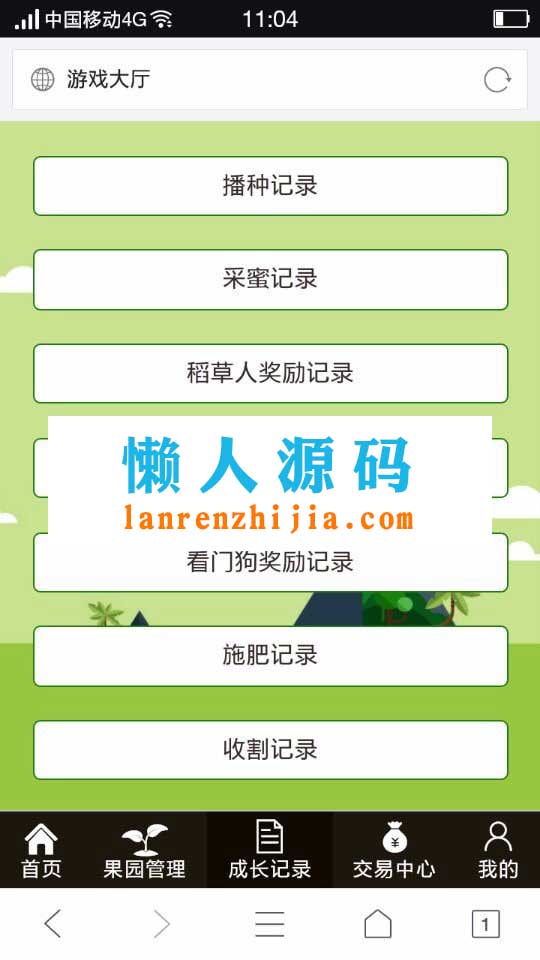 中国移动4G 11:04
游戏大厅
播种记录
采蜜记录
稻草人奖励记录
懒人源码
lanrenzhijia.com
看门狗奖励记录
施肥记录
收割记录
¥
首页 果园管理 成长记录 交易中心 我的
1